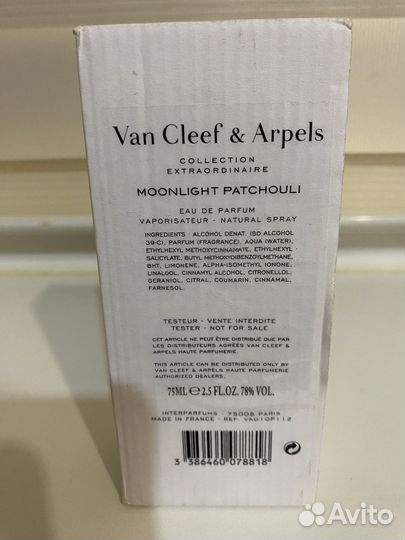 Van Cleef & Arpels
COLLECTION
EXTRAORDINAIRE
MOONLIGHT PATCHOULI
EAU DE PARFUM
VAPORISATEUR - NATURAL SPRAY
INGREDIENTS : ALCOHOL DENAT. (SD ALCOHOL
39-C), PARFUM (FRAGRANCE), AQUA (WATER),
ETHYLHEXYL METHOXYCINNAMATE, ETHYLHEXYL
SALICYLATE, BUTYL METHOXYDIBENZOYLMETHANE,
BHT, LIMONENE, ALPHA-ISOMETHYL IONONE,
LINALOOL, CINNAMYL ALCOHOL, CITRONELLOL,
GERANIOL, CITRAL, COUMARIN, CINNAMAL,
FARNESOL.
TESTEUR - VENTE INTERDITE
TESTER - NOT FOR SALE
CET ARTICLE NE PEUT ÊTRE DISTRIBUÉ QUE PAR
LES DISTRIBUTEURS AGRÉÉS VAN CLEEF &
ARPELS HAUTE PARFUMERIE.
THIS ARTICLE CAN BE DISTRIBUTED ONLY BY
VAN CLEEF & ARPELS HAUTE PARFUMERIE
AUTHORIZED DEALERS.
75ML ℮ 2.5 FL.OZ. 78% VOL.
INTERPARFUMS - 75008 PARIS
MADE IN FRANCE - REF. VA010P112
3 386460 078818
Avito